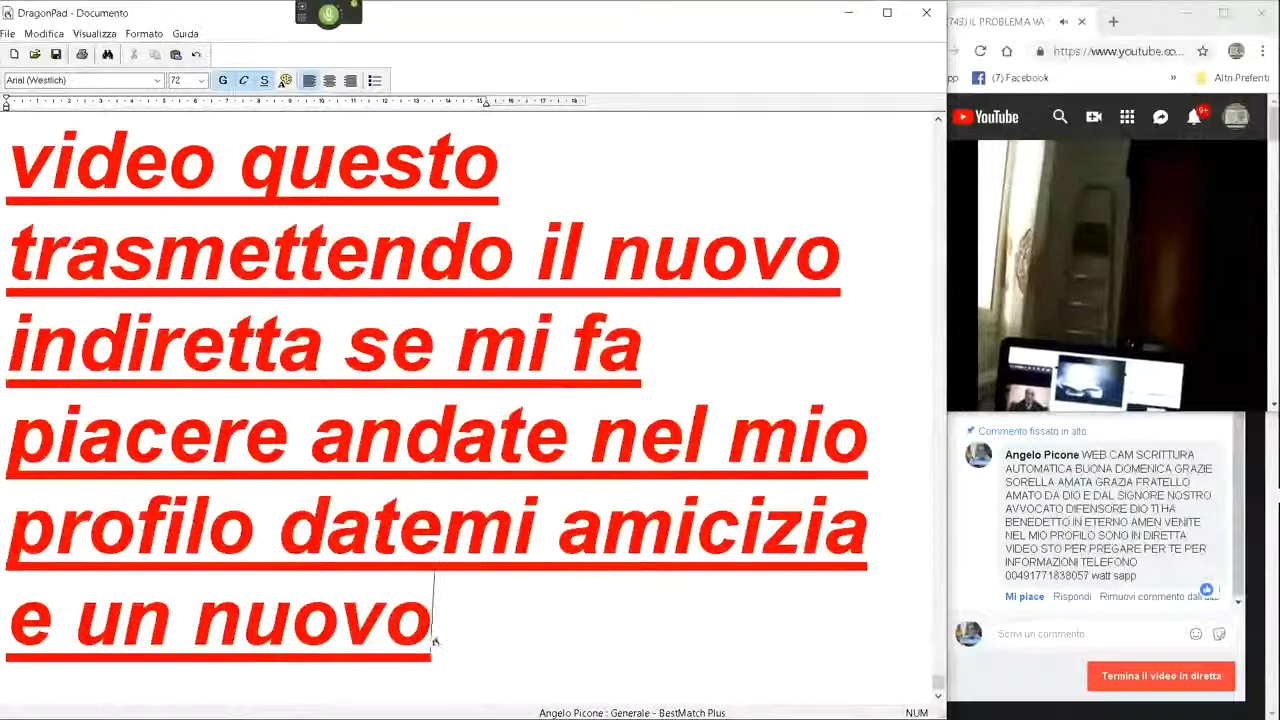 DragonPad - Documento
File Modifica Visualizza Formato Guida
Arial (Westlich) 72 G C S
video questo
trasmettendo il nuovo
indiretta se mi fa
piacere andate nel mio
profilo datemi amicizia
e un nuovo
Angelo Picone : Generale - BestMatch Plus NUM
IL PROBLEMA VA
https://www.youtube.co...
(7) Facebook » Altri Preferiti
YouTube 9+
Commento fissato in alto
Angelo Picone WEB CAM SCRITTURA
AUTOMATICA BUONA DOMENICA GRAZIE
SORELLA AMATA GRAZIA FRATELLO
AMATO DA DIO E DAL SIGNORE NOSTRO
AVVOCATO DIFENSORE DIO TI HA
BENEDETTO IN ETERNO AMEN VENITE
NEL MIO PROFILO SONO IN DIRETTA
VIDEO STO PER PREGARE PER TE PER
INFORMAZIONI TELEFONO
00491771838057 watt sapp
Mi piace Rispondi Rimuovi commento
Scrivi un commento
Termina il video in diretta